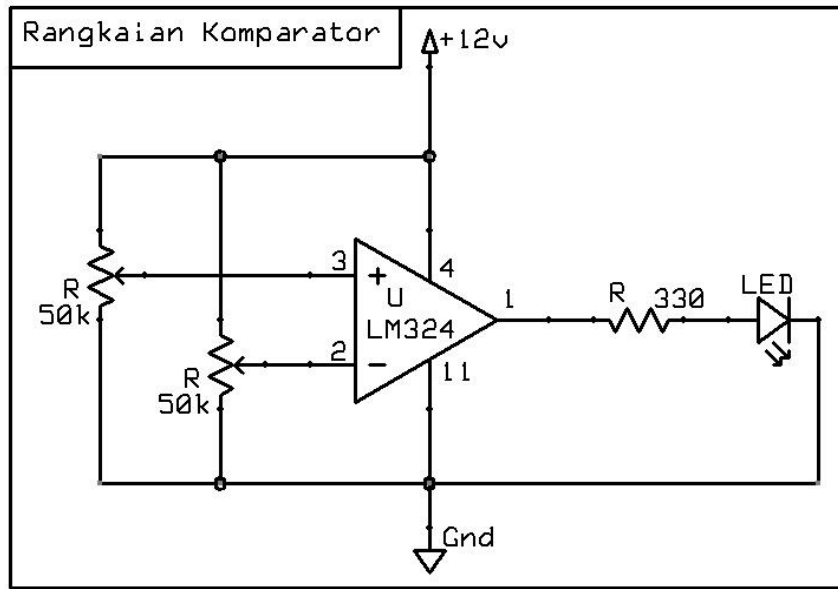 Rangkaian Komparator
+12v
R
50k
3
+
4
U
LM324
1
R 330
LED
R
50k
2
-
11
Gnd